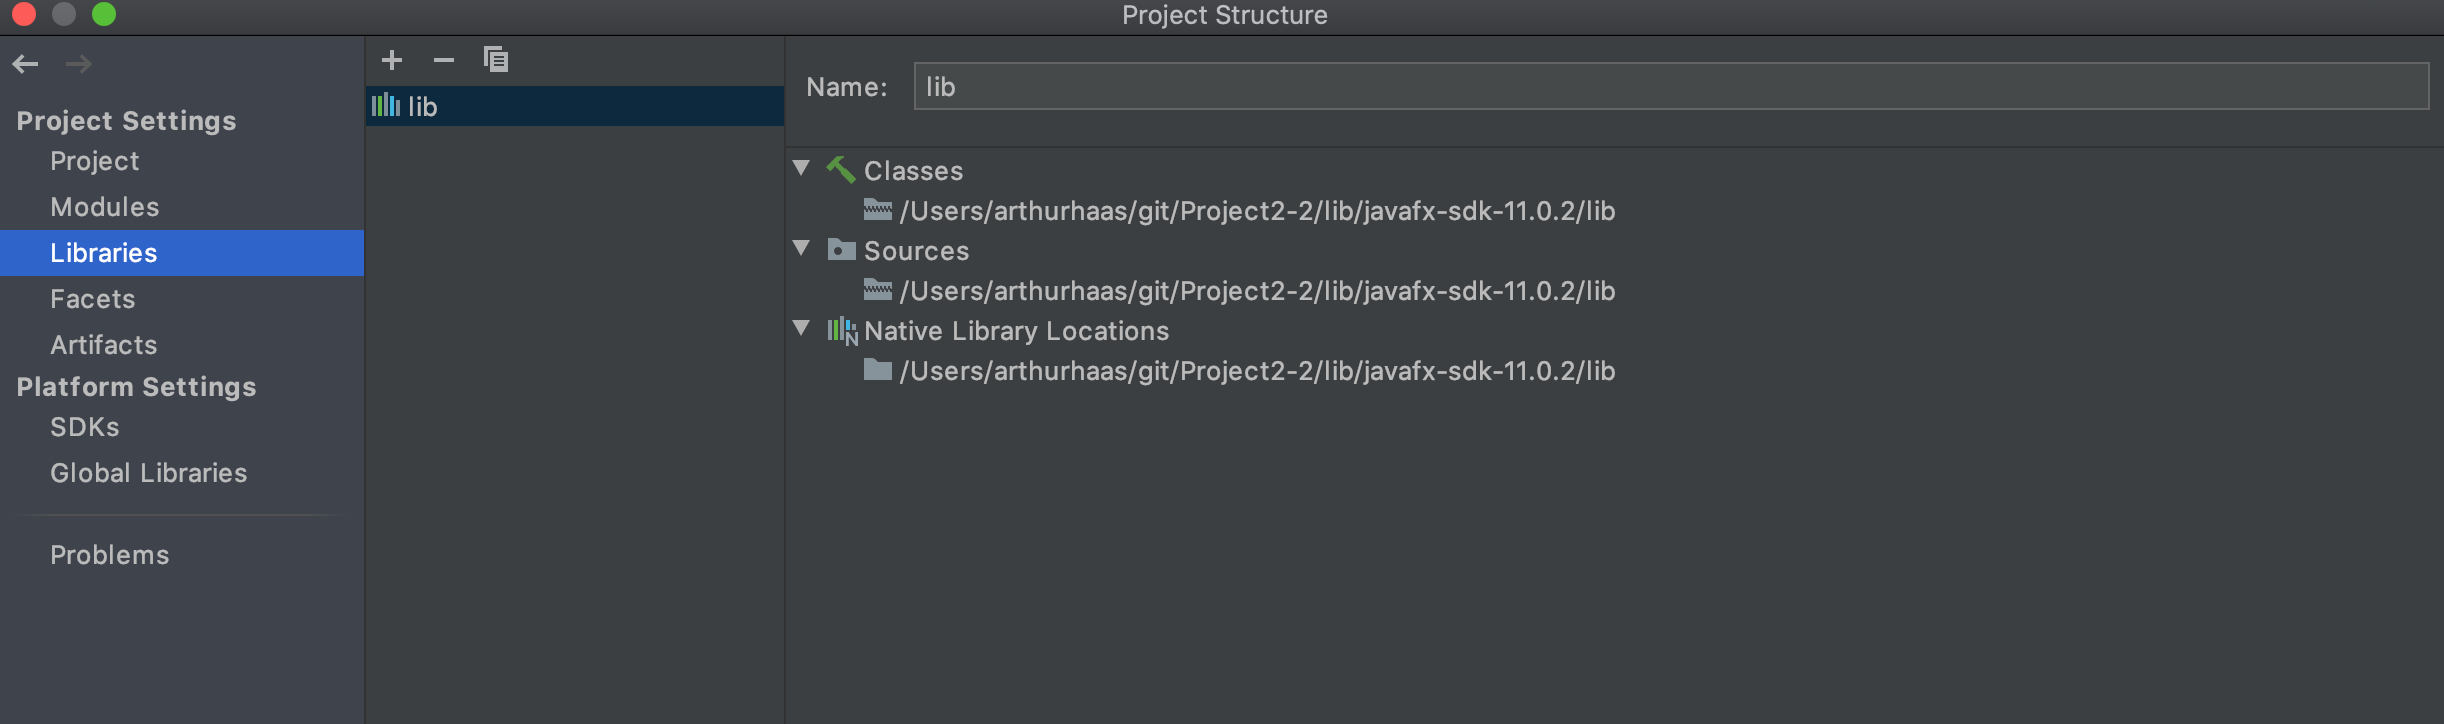 Project Structure
Project Settings
Project
Modules
Libraries
Facets
Artifacts
Platform Settings
SDKs
Global Libraries
Problems
lib
Name: lib
Classes
/Users/arthurhaas/git/Project2-2/lib/javafx-sdk-11.0.2/lib
Sources
/Users/arthurhaas/git/Project2-2/lib/javafx-sdk-11.0.2/lib
Native Library Locations
/Users/arthurhaas/git/Project2-2/lib/javafx-sdk-11.0.2/lib